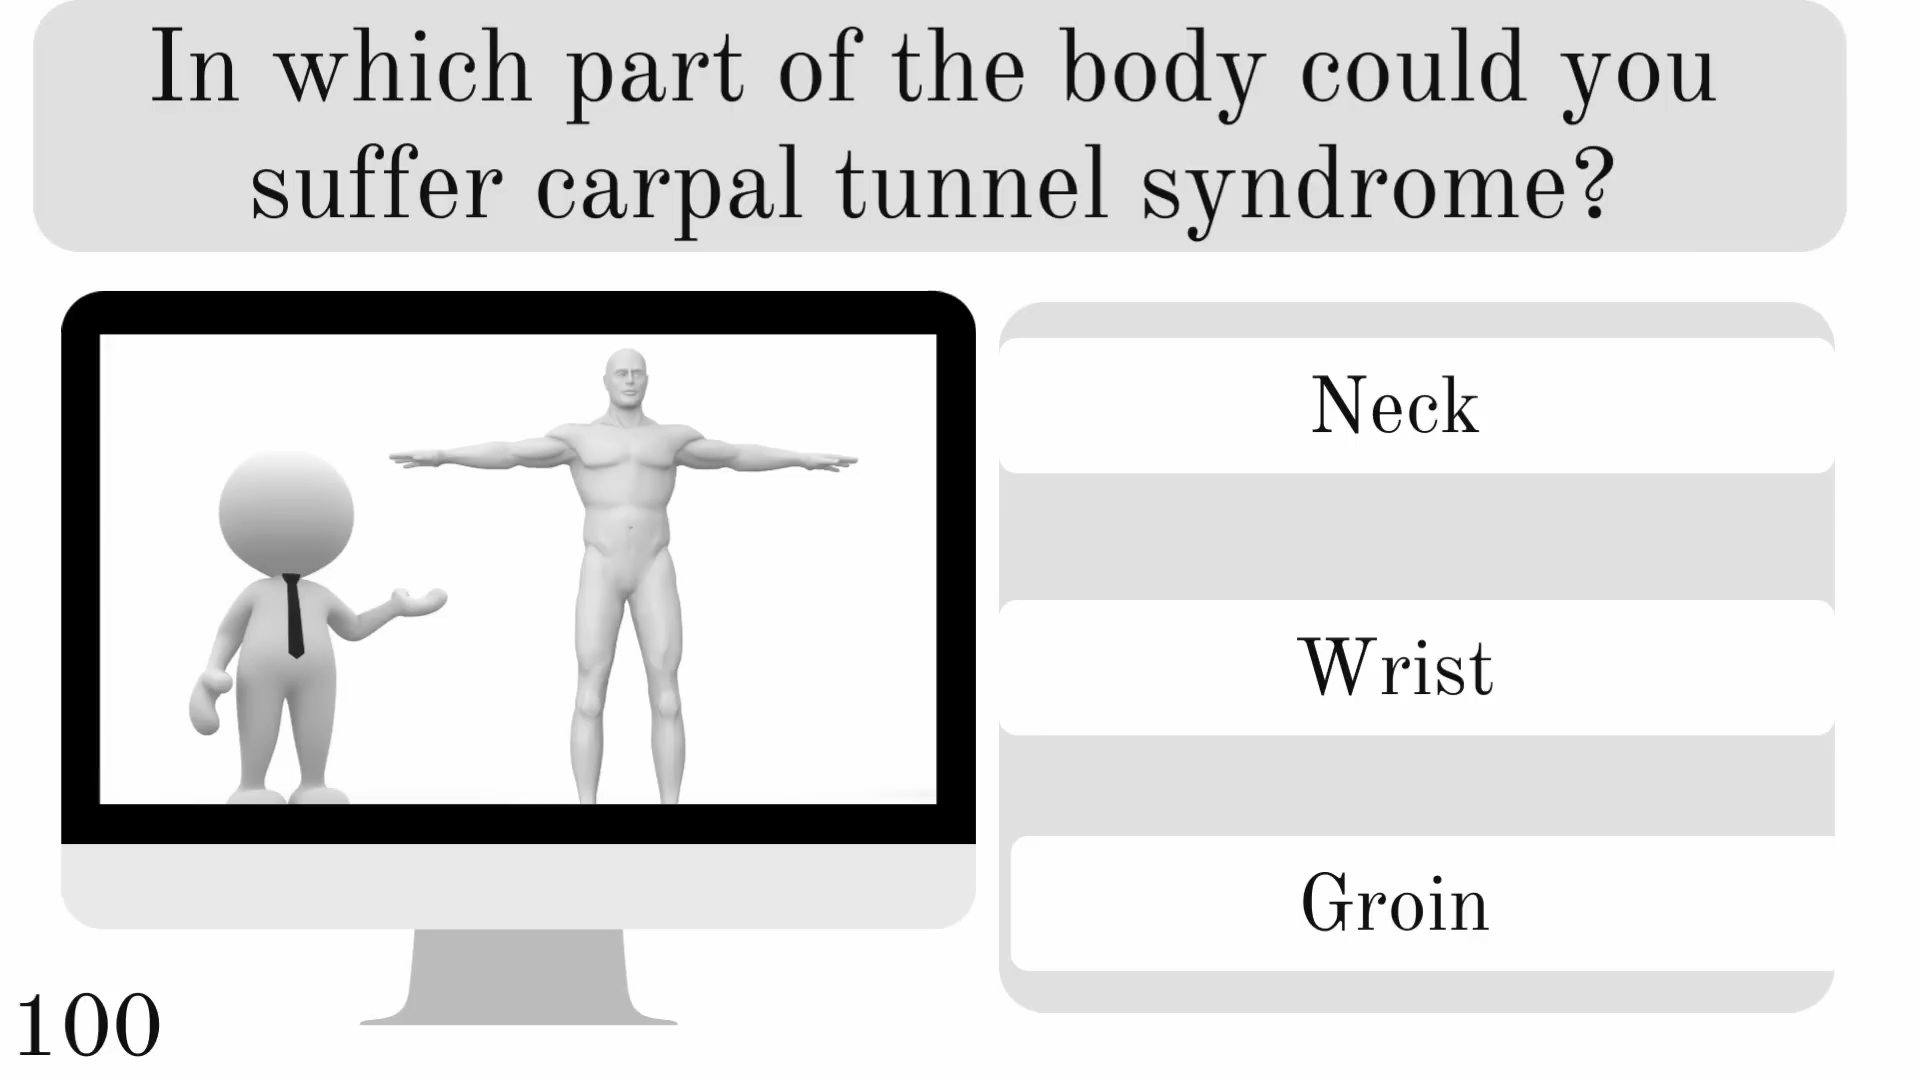 In which part of the body could you
suffer carpal tunnel syndrome?
Neck
Wrist
Groin
100